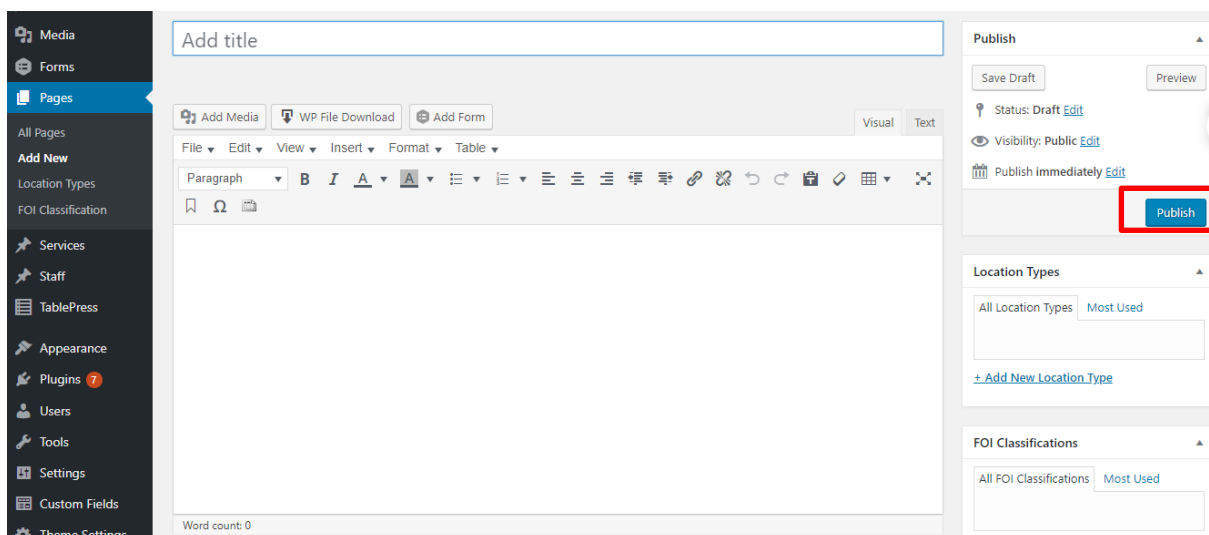 Media
Forms
Pages
All Pages
Add New
Location Types
FOI Classification
Services
Staff
TablePress
Appearance
Plugins 7
Users
Tools
Settings
Custom Fields
Theme Settings
Add title
Add Media WP File Download Add Form Visual Text
File Edit View Insert Format Table
Paragraph B I A A
Ω
Word count: 0
Publish
Save Draft Preview
Status: Draft Edit
Visibility: Public Edit
Publish immediately Edit
Publish
Location Types
All Location Types Most Used
+ Add New Location Type
FOI Classifications
All FOI Classifications Most Used